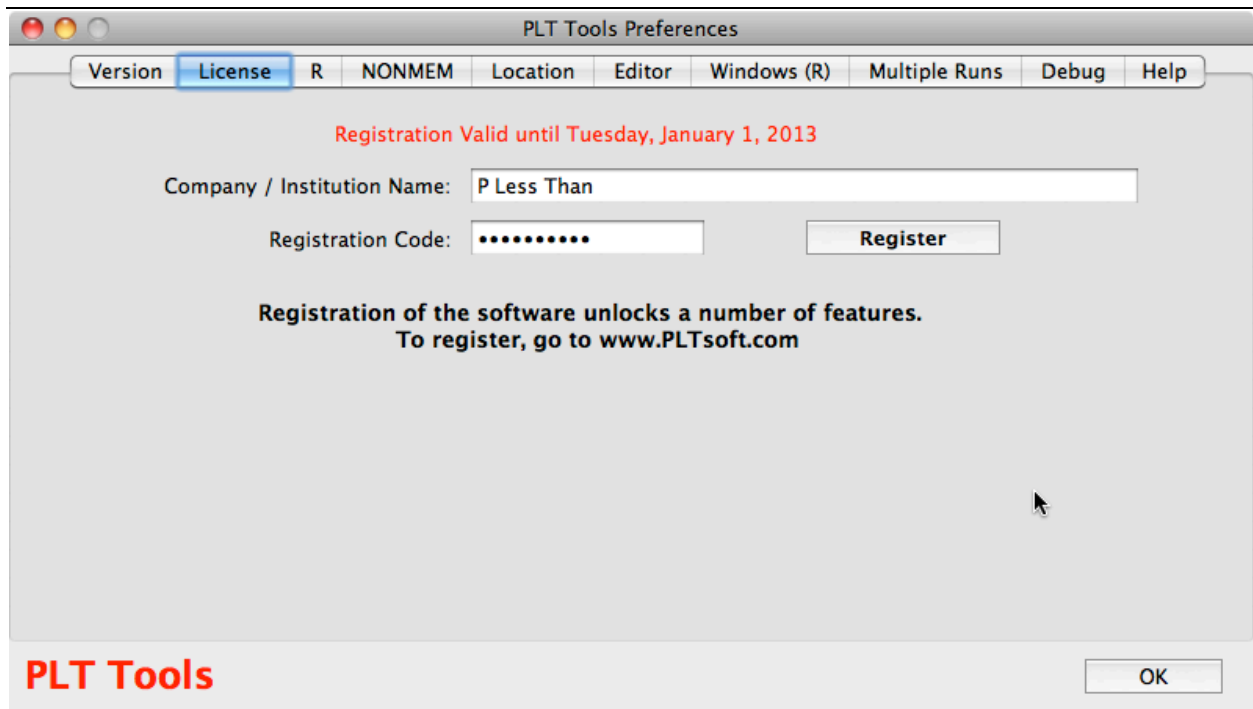 PLT Tools Preferences
Version License R NONMEM Location Editor Windows (R) Multiple Runs Debug Help
Registration Valid until Tuesday, January 1, 2013
Company / Institution Name: P Less Than
Registration Code: ••••••••••
Register
Registration of the software unlocks a number of features.
To register, go to www.PLTsoft.com
PLT Tools
OK